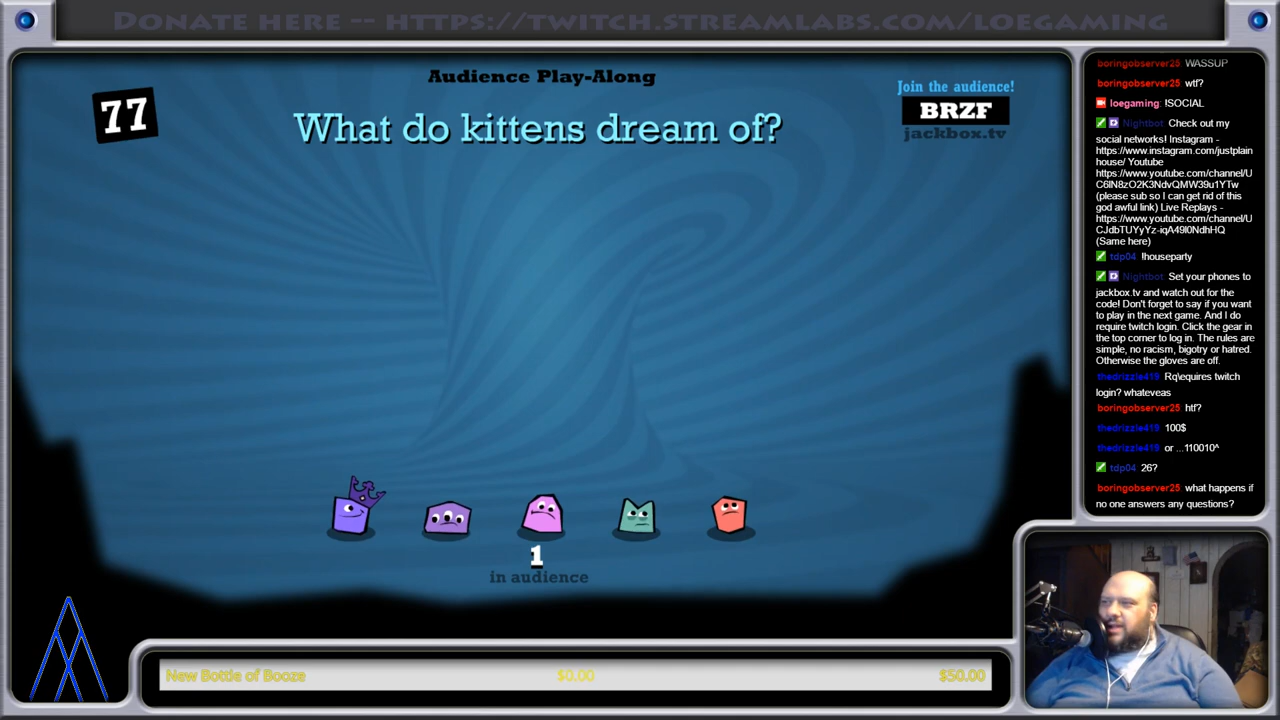 Donate here -- https://twitch.streamlabs.com/loegaming
Audience Play-Along
77
What do kittens dream of?
Join the audience!
BRZF
jackbox.tv
1
in audience
boringobserver25 WASSUP
boringobserver25 wtf?
loegaming: !SOCIAL
Nightbot Check out my
social networks! Instagram -
https://www.instagram.com/justplain
house/ Youtube
https://www.youtube.com/channel/U
C6lN8zO2K3NdvQMW39u1YTw
(please sub so I can get rid of this
god awful link) Live Replays -
https://www.youtube.com/channel/U
CJdbTUYyYz-iqA49l0NdhHQ
(Same here)
tdp04 !houseparty
Nightbot Set your phones to
jackbox.tv and watch out for the
code! Don't forget to say if you want
to play in the next game. And I do
require twitch login. Click the gear in
the top corner to log in. The rules are
simple, no racism, bigotry or hatred.
Otherwise the gloves are off.
thedrizzle419 Rq\equires twitch
login? whateveas
boringobserver25 htf?
thedrizzle419 100$
thedrizzle419 or ...110010^
tdp04 26?
boringobserver25 what happens if
no one answers any questions?
New Bottle of Booze $0.00 $50.00